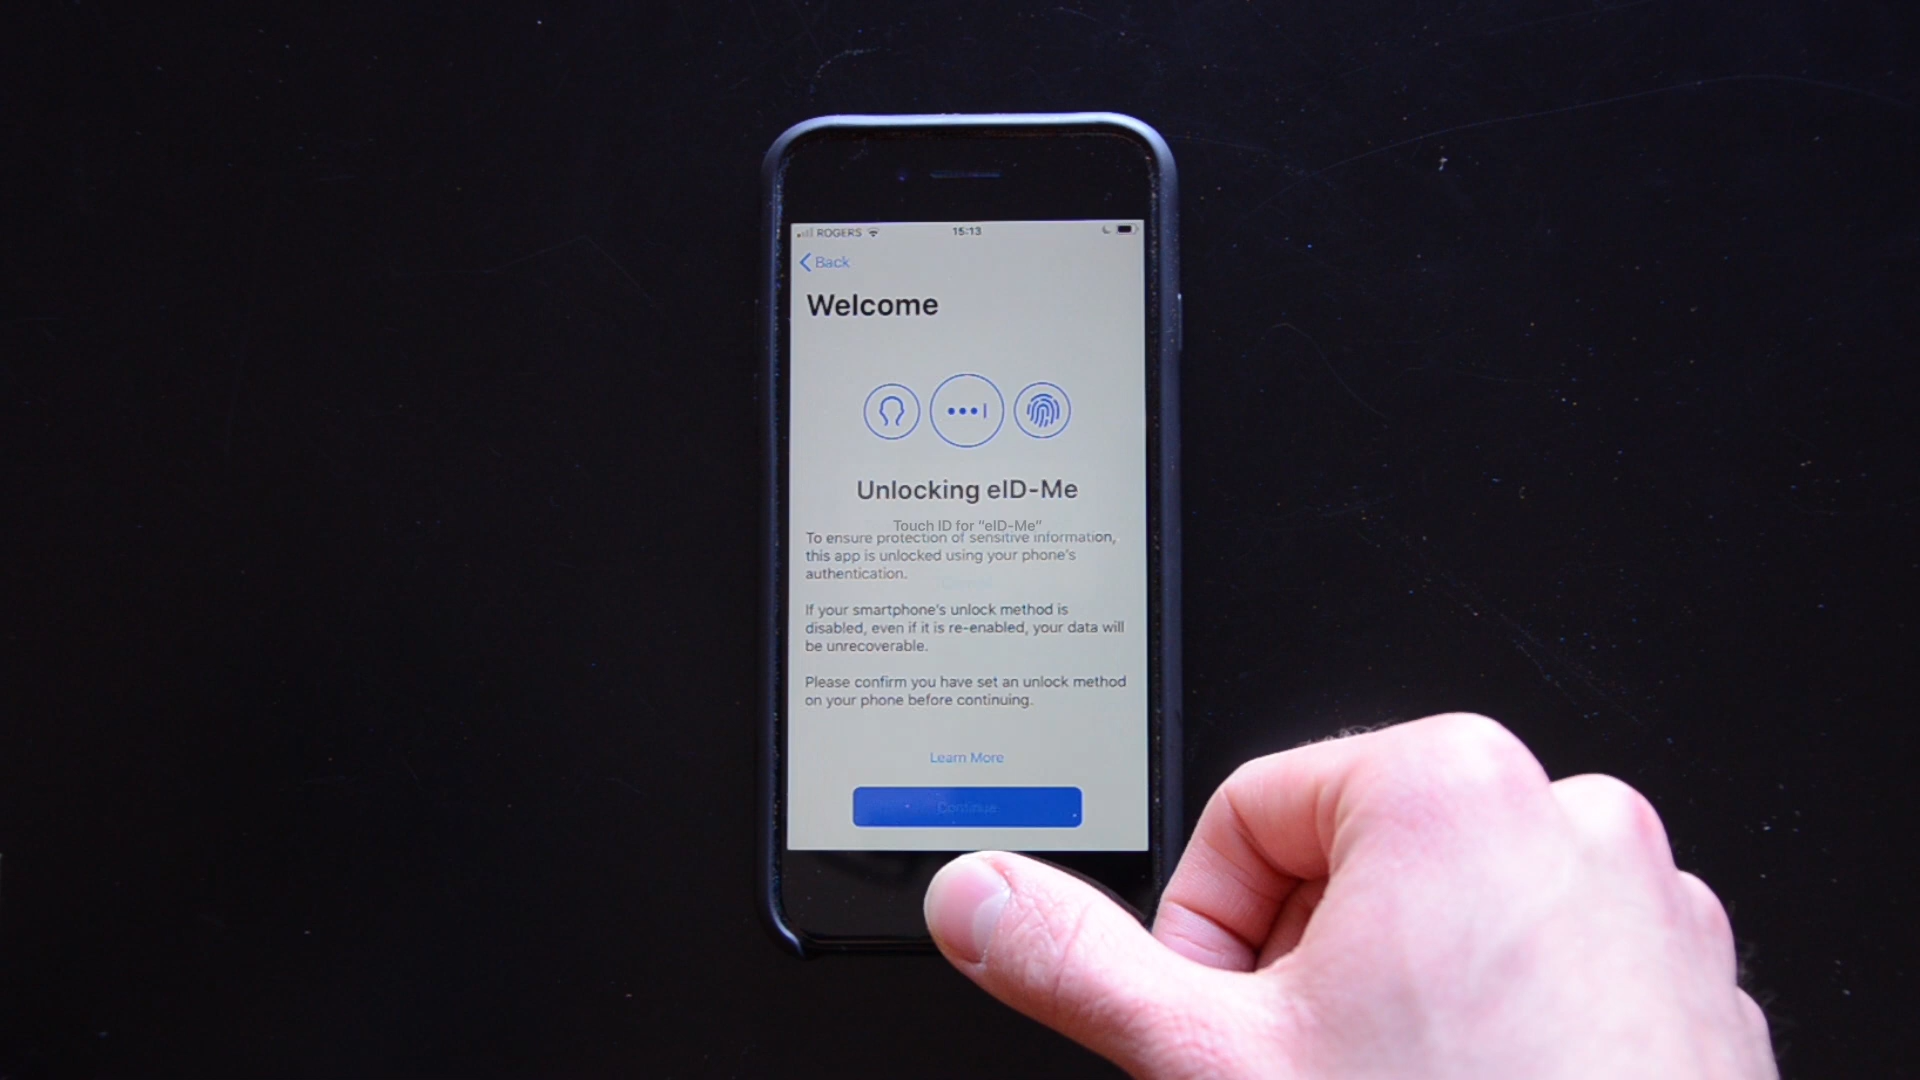 ROGERS 15:13
Back
Welcome
Unlocking eID-Me
Touch ID for “eID-Me”
To ensure protection of sensitive information,
this app is unlocked using your phone's
authentication.
If your smartphone's unlock method is
disabled, even if it is re-enabled, your data will
be unrecoverable.
Please confirm you have set an unlock method
on your phone before continuing.
Learn More
Continue